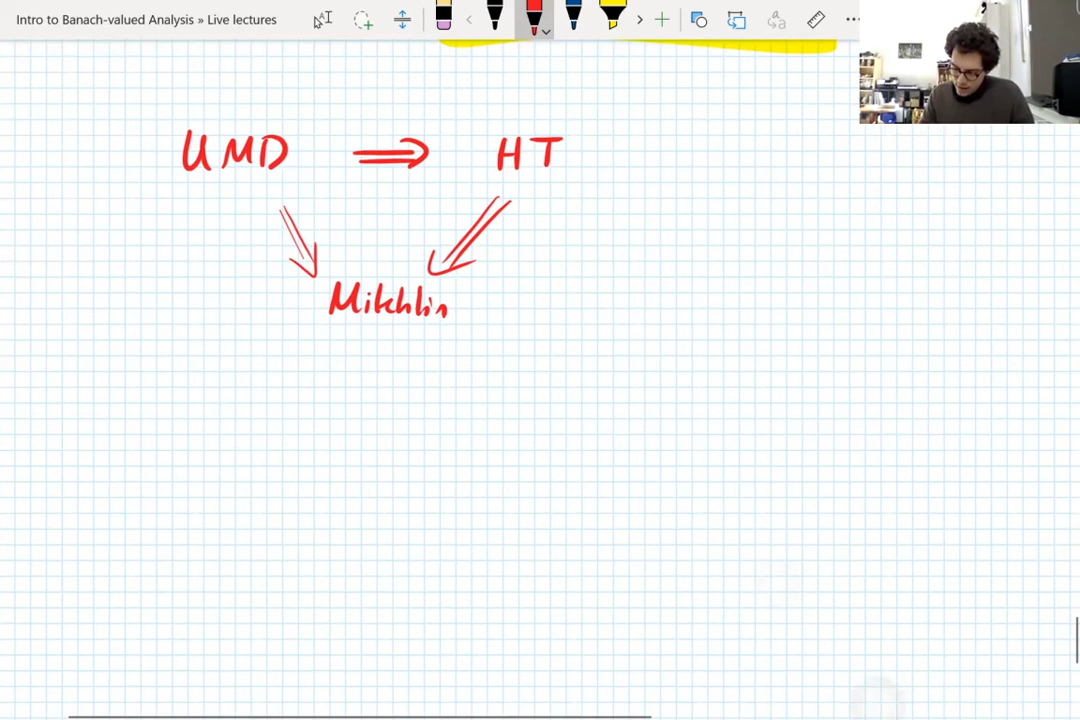 Intro to Banach-valued Analysis » Live lectures
UMD ⇒ HT
Mikhlin